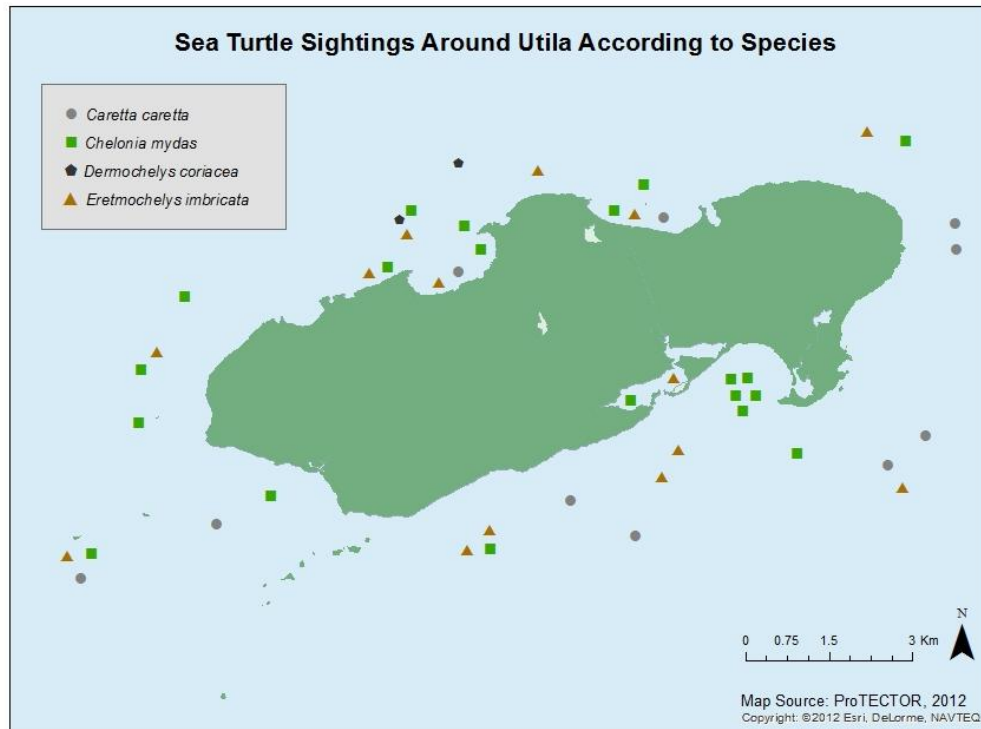 Sea Turtle Sightings Around Utila According to Species
Caretta caretta
Chelonia mydas
Dermochelys coriacea
Eretmochelys imbricata
N
0 0.75 1.5 3 Km
Map Source: ProTECTOR, 2012
Copyright: ©2012 Esri, DeLorme, NAVTEQ